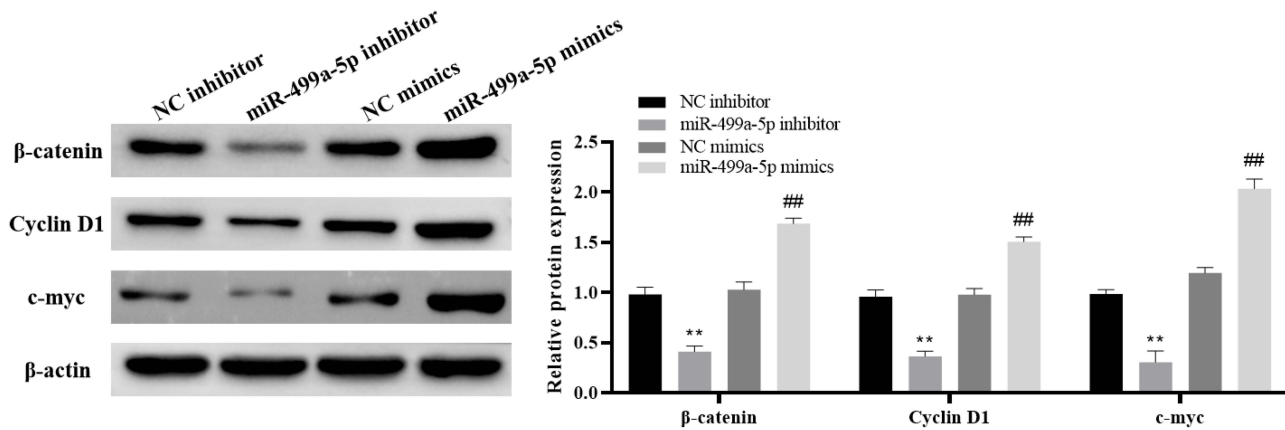 NC inhibitor
miR-499a-5p inhibitor
NC mimics
miR-499a-5p mimics
β-catenin
Cyclin D1
c-myc
β-actin
NC inhibitor
miR-499a-5p inhibitor
NC mimics
miR-499a-5p mimics
Relative protein expression
2.5
2.0
1.5
1.0
0.5
0.0
** ##
** ##
** ##
β-catenin
Cyclin D1
c-myc